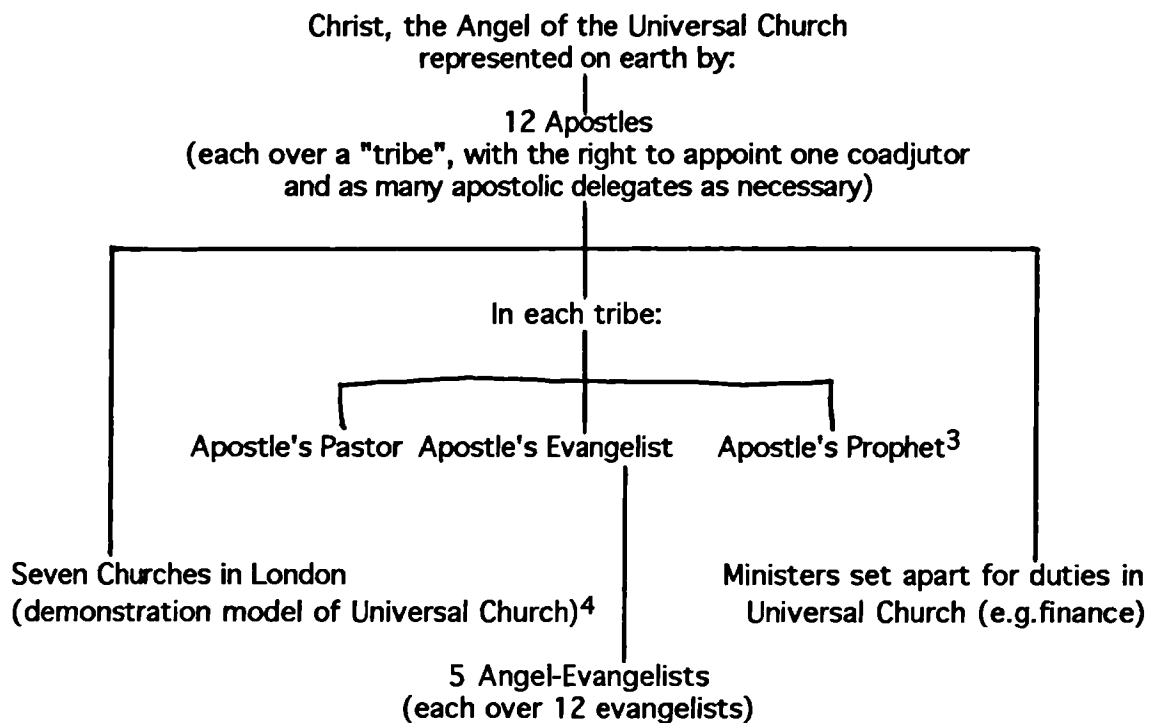 Christ, the Angel of the Universal Church
represented on earth by:
12 Apostles
(each over a "tribe", with the right to appoint one coadjutor
and as many apostolic delegates as necessary)
In each tribe:
Apostle's Pastor Apostle's Evangelist Apostle's Prophet3
Seven Churches in London
(demonstration model of Universal Church)4
Ministers set apart for duties in
Universal Church (e.g.finance)
5 Angel-Evangelists
(each over 12 evangelists)